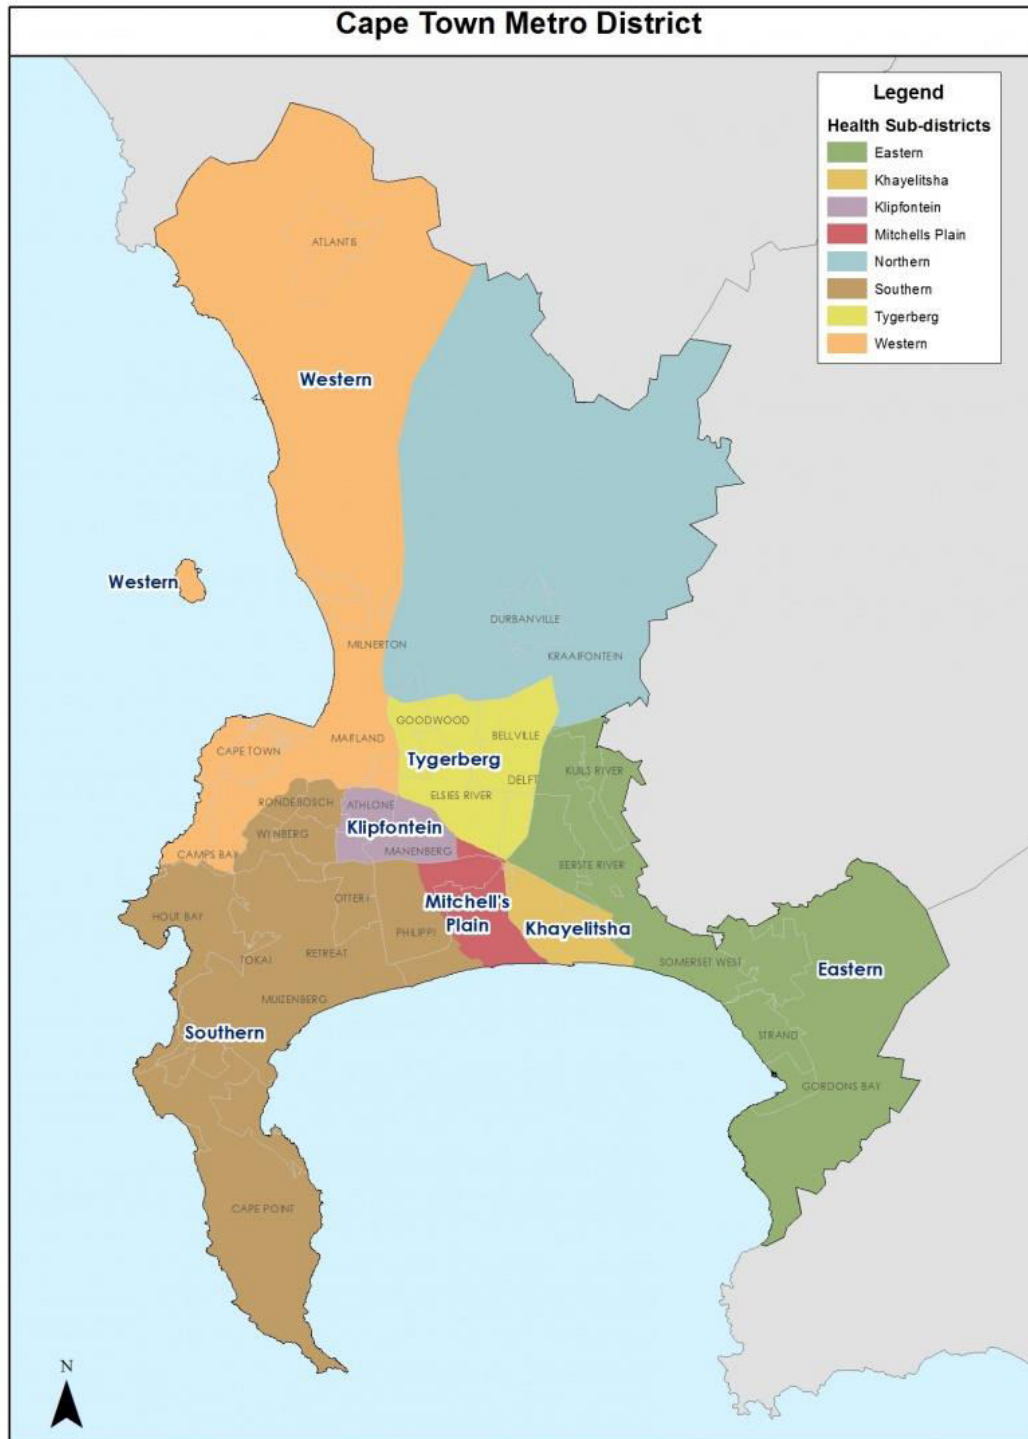 Cape Town Metro District
Legend
Health Sub-districts
Eastern
Khayelitsha
Klipfontein
Mitchells Plain
Northern
Southern
Tygerberg
Western
ATLANTIS
Western
Western
DURBANVILLE
MILNERTON
KRAAIFONTEIN
GOODWOOD
MAITLAND
BELLVILLE
CAPE TOWN
Tygerberg
KUILS RIVER
DELFT
ELSIES RIVER
RONDEBOSCH
ATHLONE
Klipfontein
WYNBERG
MANENBERG
CAMPS BAY
EERSTE RIVER
OTTERY
Mitchell's
Plain
HOUT BAY
PHILIPPI
Khayelitsha
RETREAT
TOKAI
SOMERSET WEST
Eastern
MUIZENBERG
Southern
STRAND
GORDONS BAY
CAPE POINT
N